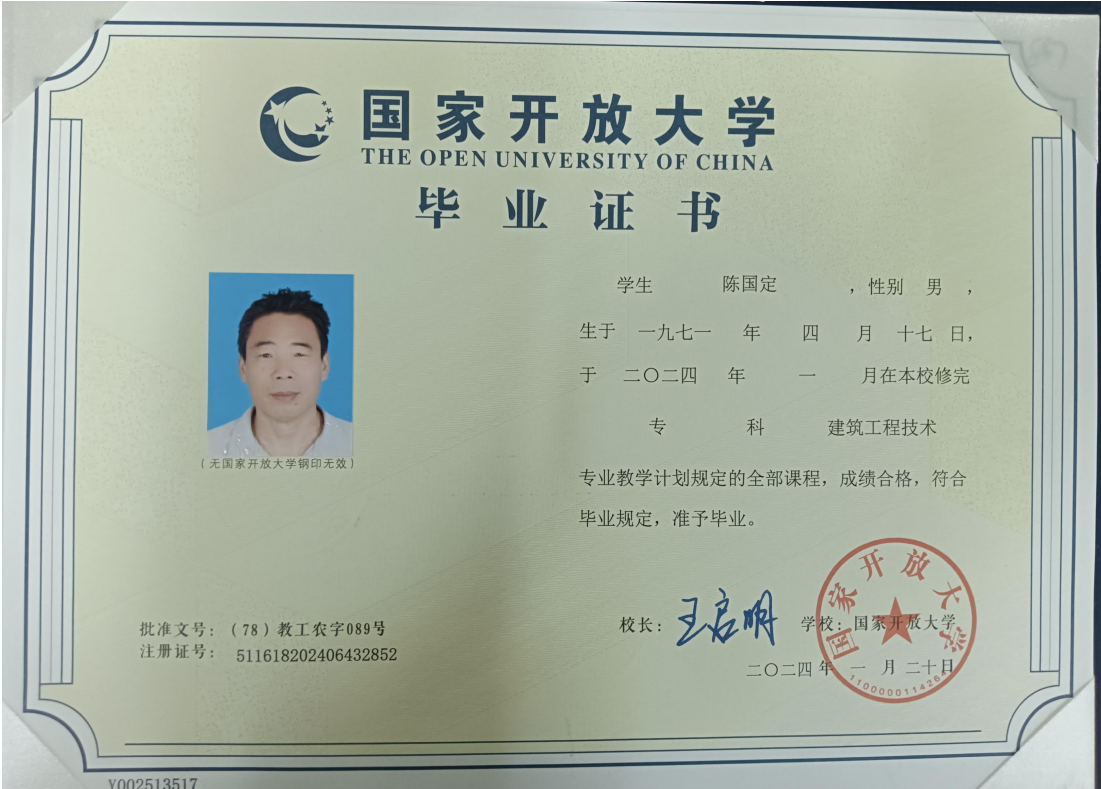 国家开放大学
THE OPEN UNIVERSITY OF CHINA
毕业证书
学生 陈国定 ，性别 男 ，
生于 一九七一 年 四 月 十七 日，
于 二〇二四 年 一 月在本校修完
专 科 建筑工程技术
专业教学计划规定的全部课程，成绩合格，符合
毕业规定，准予毕业。
（无国家开放大学钢印无效）
批准文号：（78）教工农字089号
注册证号：511618202406432852
校长：王启明 学校：国家开放大学
二〇二四 年 一 月 二十日
国家开放大学
1100000114264
Y002513517